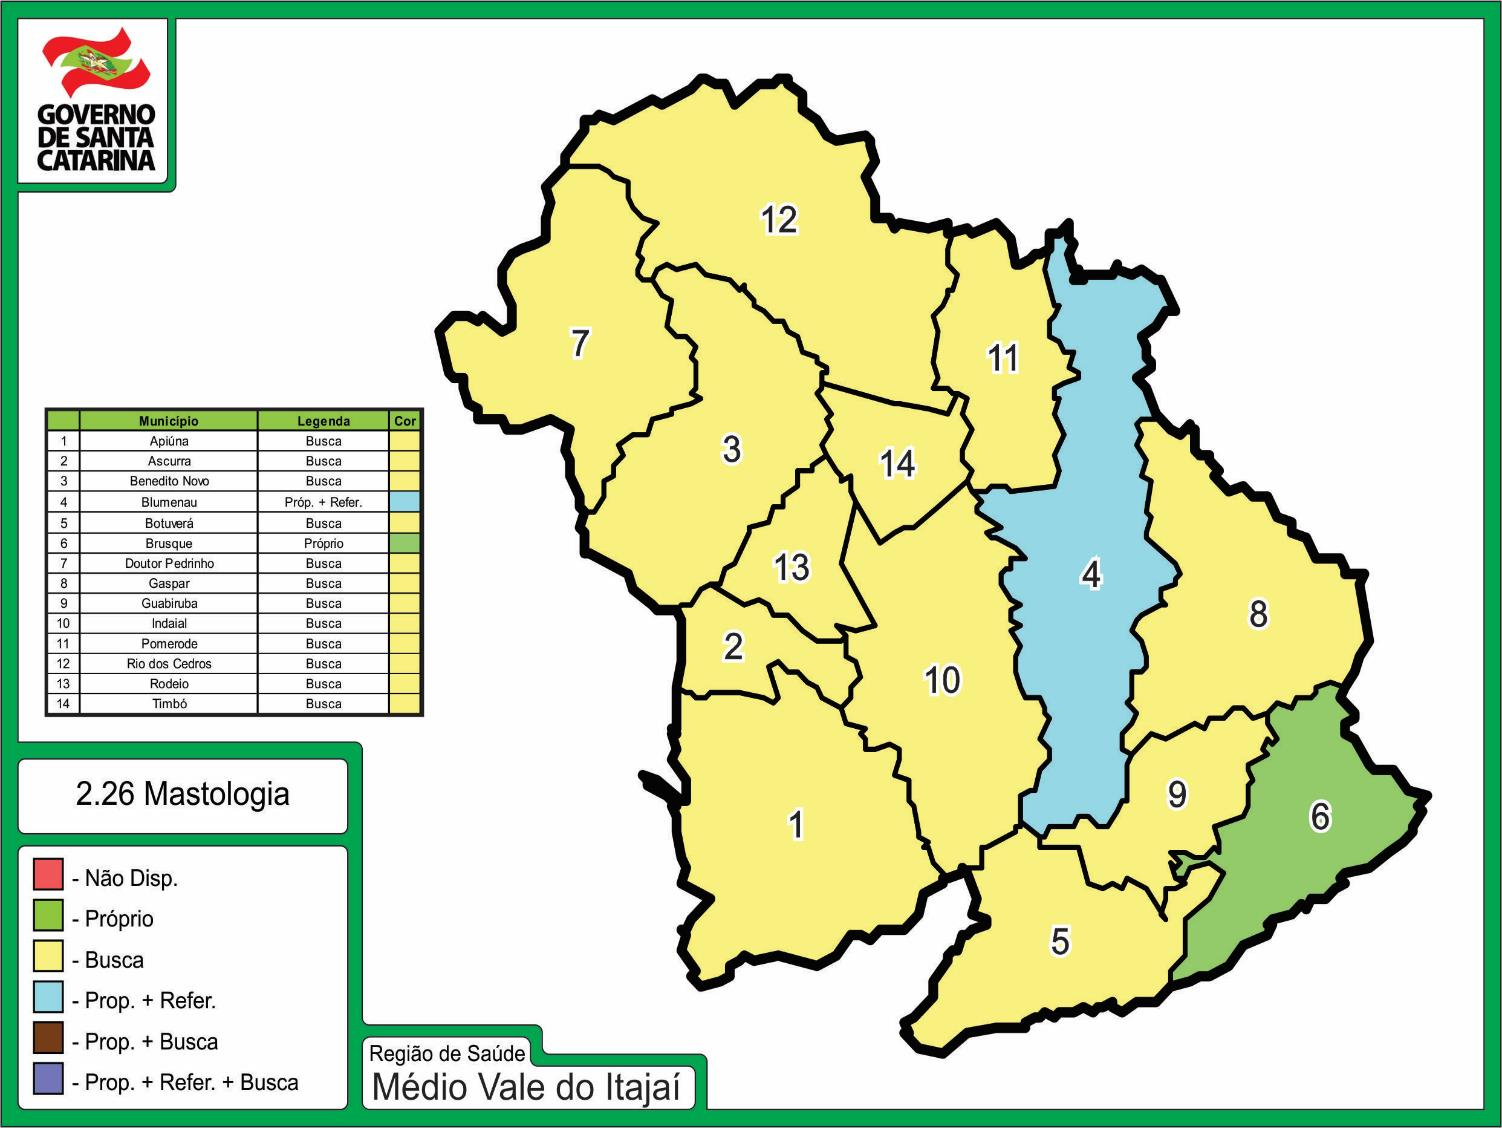 GOVERNO
DE SANTA
CATARINA
12
7
11
3
14
13
4
8
2
10
9
1
6
5
Município Legenda Cor
1 Apiúna Busca
2 Ascurra Busca
3 Benedito Novo Busca
4 Blumenau Próp. + Refer.
5 Botuverá Busca
6 Brusque Próprio
7 Doutor Pedrinho Busca
8 Gaspar Busca
9 Guabiruba Busca
10 Indaial Busca
11 Pomerode Busca
12 Rio dos Cedros Busca
13 Rodeio Busca
14 Timbó Busca
2.26 Mastologia
- Não Disp.
- Próprio
- Busca
- Prop. + Refer.
- Prop. + Busca
- Prop. + Refer. + Busca
Região de Saúde
Médio Vale do Itajaí